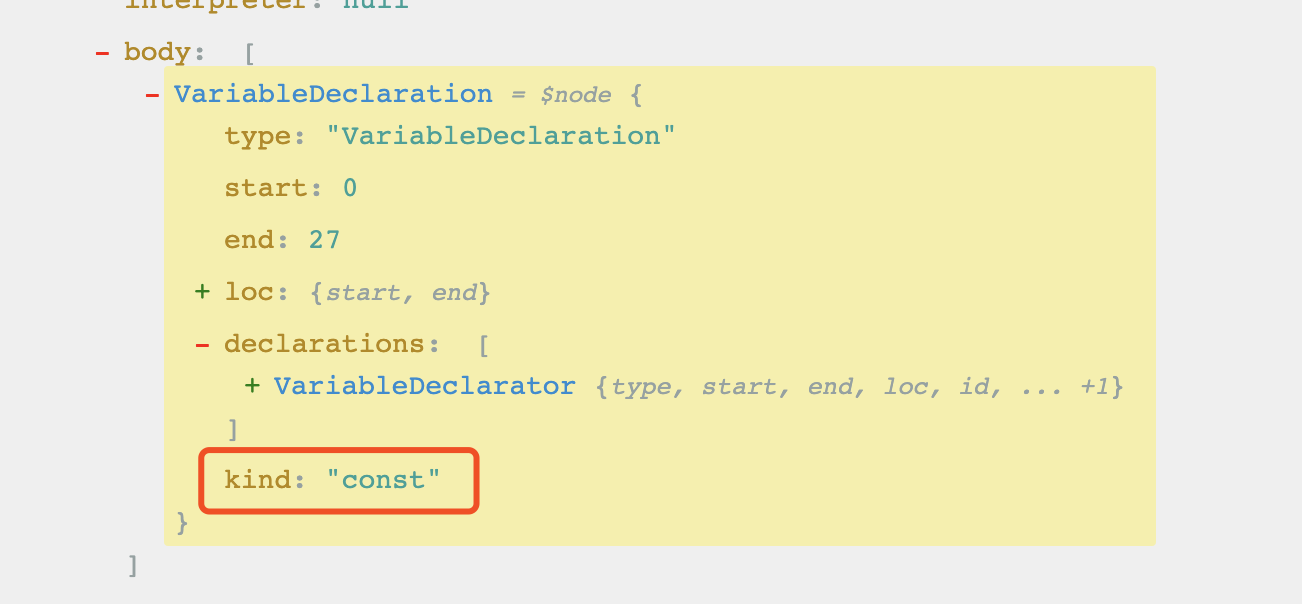 interpreter: null
- body: [
- VariableDeclaration = $node {
type: "VariableDeclaration"
start: 0
end: 27
+ loc: {start, end}
- declarations: [
+ VariableDeclarator {type, start, end, loc, id, ... +1}
]
kind: "const"
}
]